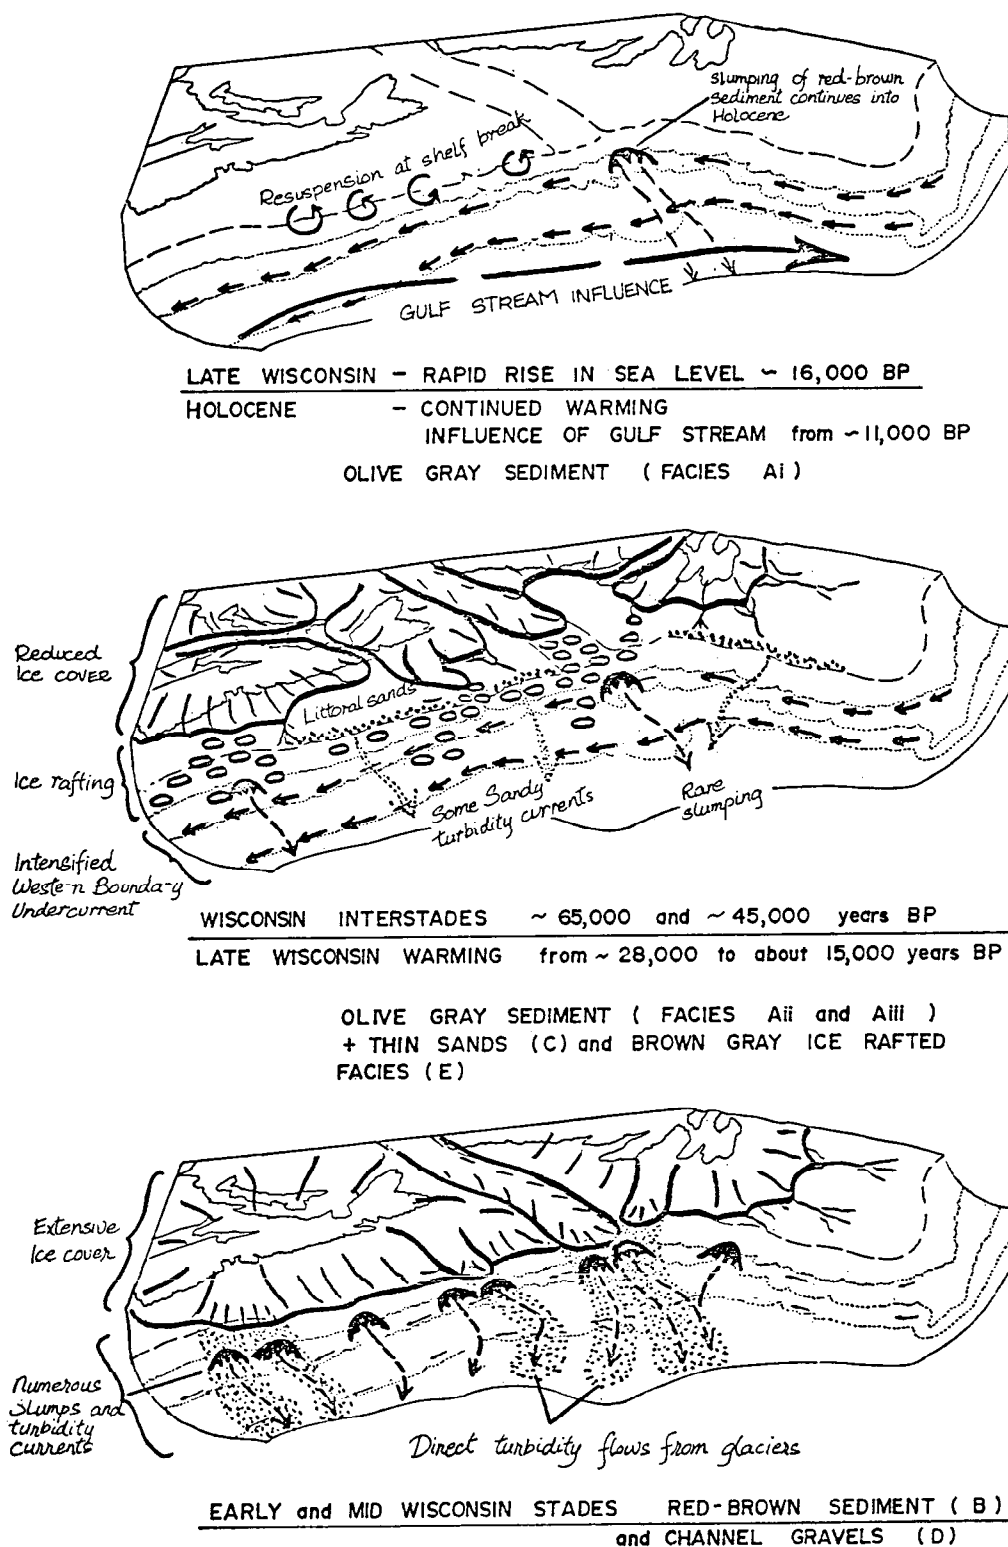 slumping of red-brown
sediment continues into
Holocene
Resuspension at shelf break
GULF STREAM INFLUENCE
LATE WISCONSIN - RAPID RISE IN SEA LEVEL ~ 16,000 BP
HOLOCENE - CONTINUED WARMING
INFLUENCE OF GULF STREAM from ~11,000 BP
OLIVE GRAY SEDIMENT (FACIES Ai)
Reduced
Ice cover
Littoral sands
Ice rafting
Some Sandy
turbidity currents
Rare
slumping
Intensified
Weste-n Bounda-y
Undercurrent
WISCONSIN INTERSTADES ~ 65,000 and ~ 45,000 years BP
LATE WISCONSIN WARMING from ~ 28,000 to about 15,000 years BP
OLIVE GRAY SEDIMENT ( FACIES Aii and Aiii )
+ THIN SANDS (C) and BROWN GRAY ICE RAFTED
FACIES (E)
Extensive
Ice cover
Numerous
slumps and
turbidity
currents
Direct turbidity flows from glaciers
EARLY and MID WISCONSIN STADES RED-BROWN SEDIMENT ( B )
and CHANNEL GRAVELS (D)